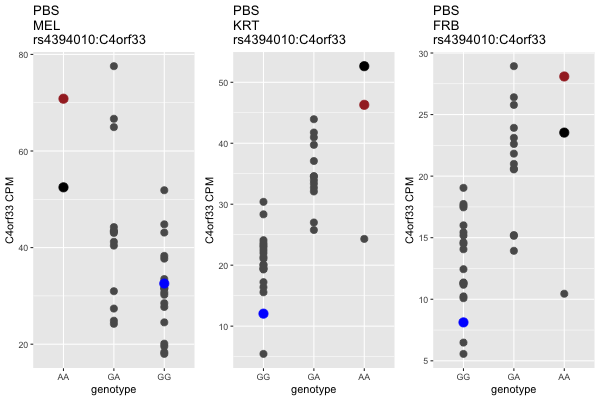 PBS
MEL
rs4394010:C4orf33
80
60
40
20
C4orf33 CPM
AA
GA
GG
genotype
PBS
KRT
rs4394010:C4orf33
50
40
30
20
10
C4orf33 CPM
GG
GA
AA
genotype
PBS
FRB
rs4394010:C4orf33
30
25
20
15
10
5
C4orf33 CPM
GG
GA
AA
genotype